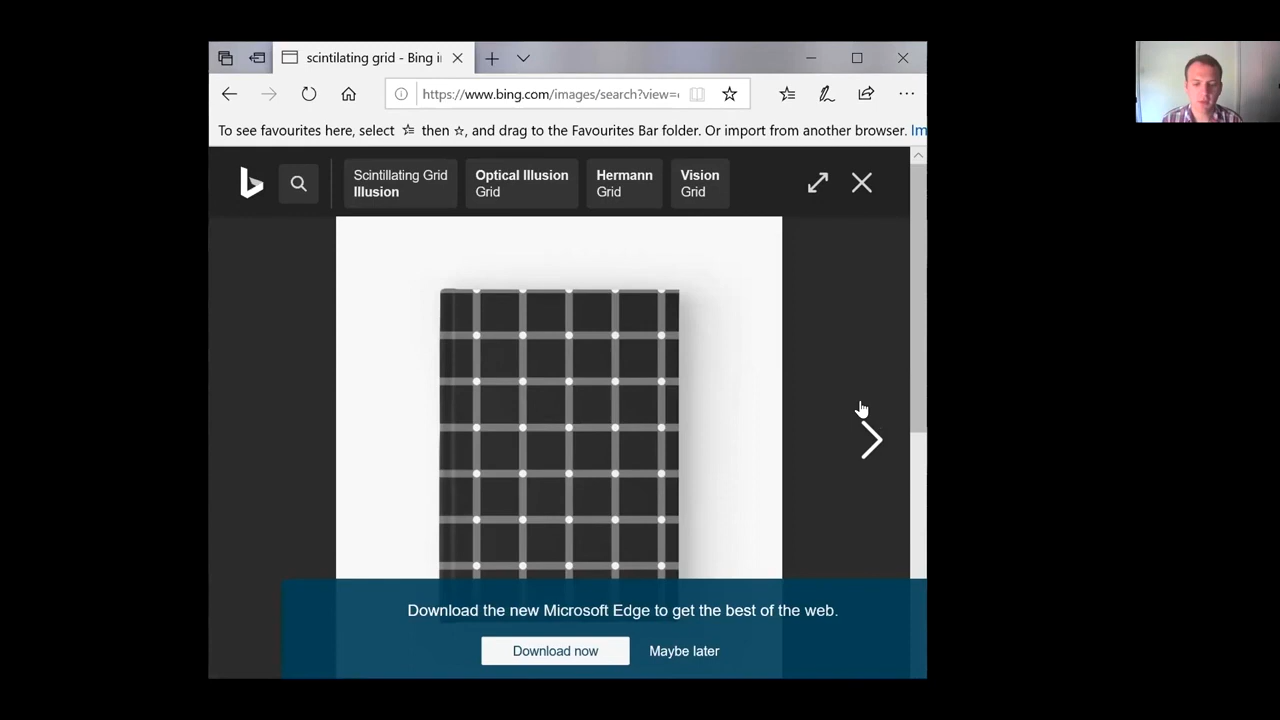 scintilating grid - Bing i
https://www.bing.com/images/search?view=
To see favourites here, select then, and drag to the Favourites Bar folder. Or import from another browser. Im
Scintillating Grid
Illusion
Optical Illusion
Grid
Hermann
Grid
Vision
Grid
Download the new Microsoft Edge to get the best of the web.
Download now
Maybe later